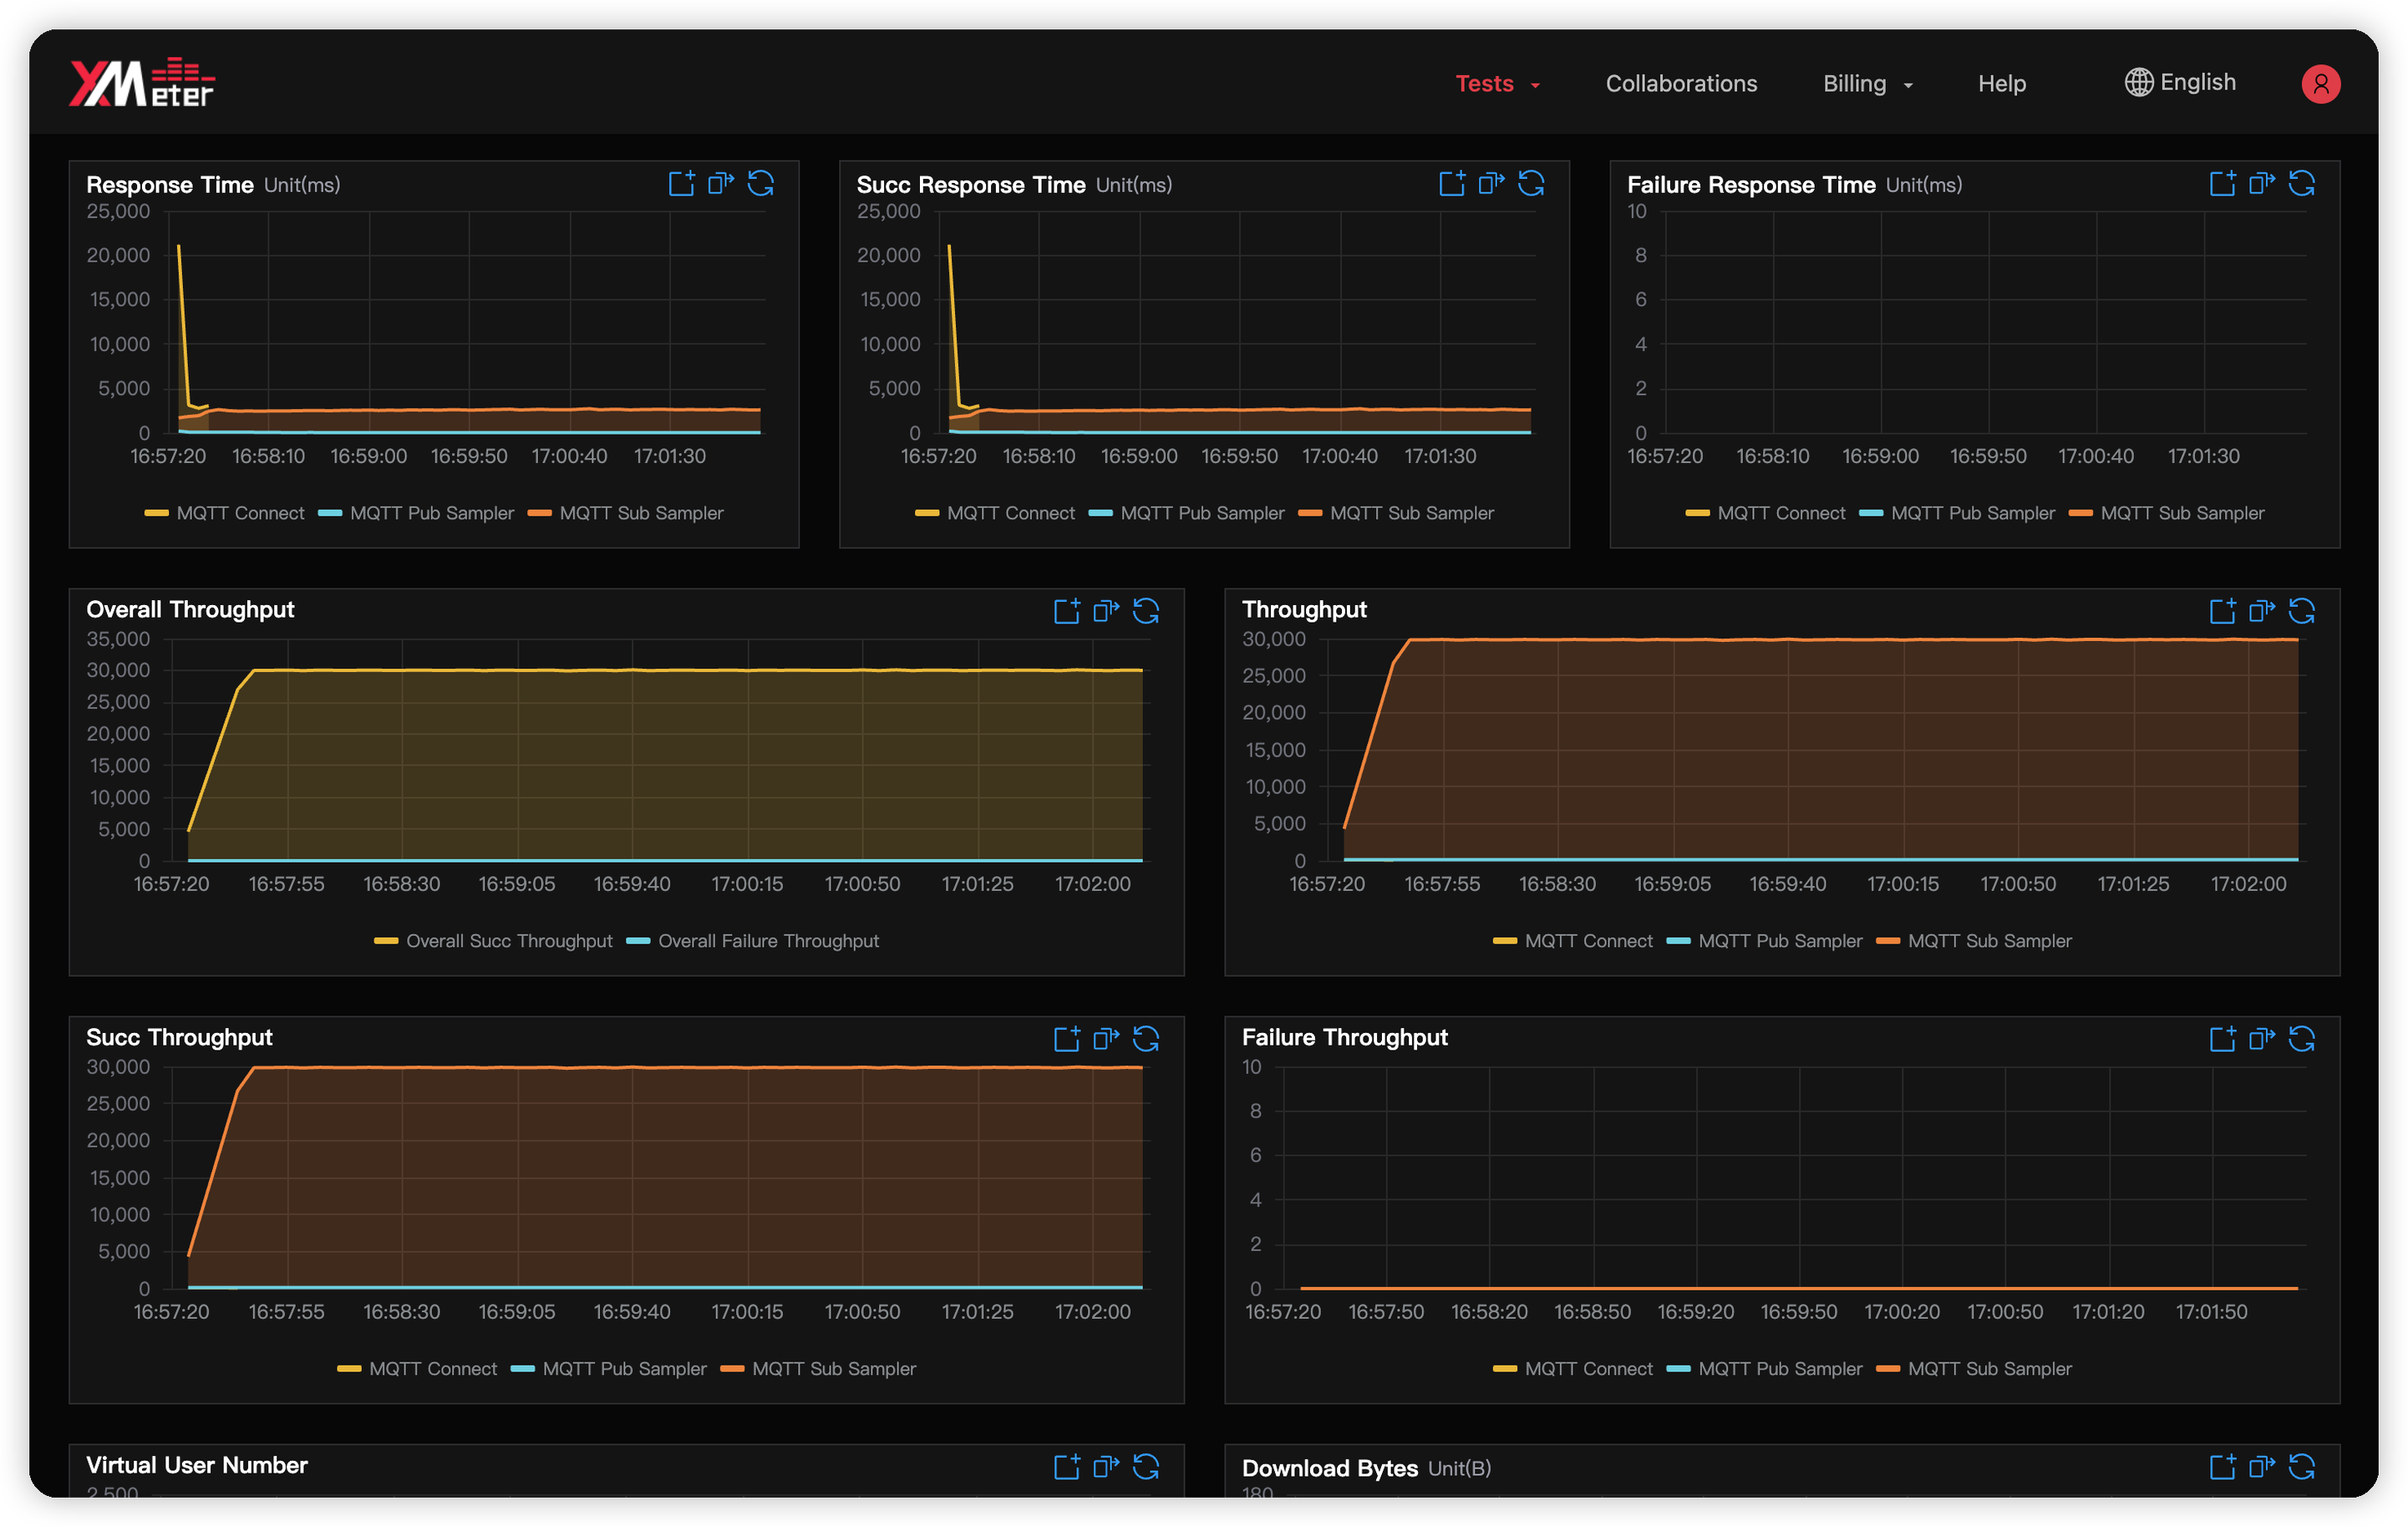 XMeter
Tests Collaborations Billing Help English
Response Time Unit(ms)
25,000
20,000
15,000
10,000
5,000
0
16:57:20 16:58:10 16:59:00 16:59:50 17:00:40 17:01:30
MQTT Connect MQTT Pub Sampler MQTT Sub Sampler
Succ Response Time Unit(ms)
25,000
20,000
15,000
10,000
5,000
0
16:57:20 16:58:10 16:59:00 16:59:50 17:00:40 17:01:30
MQTT Connect MQTT Pub Sampler MQTT Sub Sampler
Failure Response Time Unit(ms)
10
8
6
4
2
0
16:57:20 16:58:10 16:59:00 16:59:50 17:00:40 17:01:30
MQTT Connect MQTT Pub Sampler MQTT Sub Sampler
Overall Throughput
35,000
30,000
25,000
20,000
15,000
10,000
5,000
0
16:57:20 16:57:55 16:58:30 16:59:05 16:59:40 17:00:15 17:00:50 17:01:25 17:02:00
Overall Succ Throughput Overall Failure Throughput
Throughput
30,000
25,000
20,000
15,000
10,000
5,000
0
16:57:20 16:57:55 16:58:30 16:59:05 16:59:40 17:00:15 17:00:50 17:01:25 17:02:00
MQTT Connect MQTT Pub Sampler MQTT Sub Sampler
Succ Throughput
30,000
25,000
20,000
15,000
10,000
5,000
0
16:57:20 16:57:55 16:58:30 16:59:05 16:59:40 17:00:15 17:00:50 17:01:25 17:02:00
MQTT Connect MQTT Pub Sampler MQTT Sub Sampler
Failure Throughput
10
8
6
4
2
0
16:57:20 16:57:50 16:58:20 16:58:50 16:59:20 16:59:50 17:00:20 17:00:50 17:01:20 17:01:50
MQTT Connect MQTT Pub Sampler MQTT Sub Sampler
Virtual User Number
2,500
Download Bytes Unit(B)
180